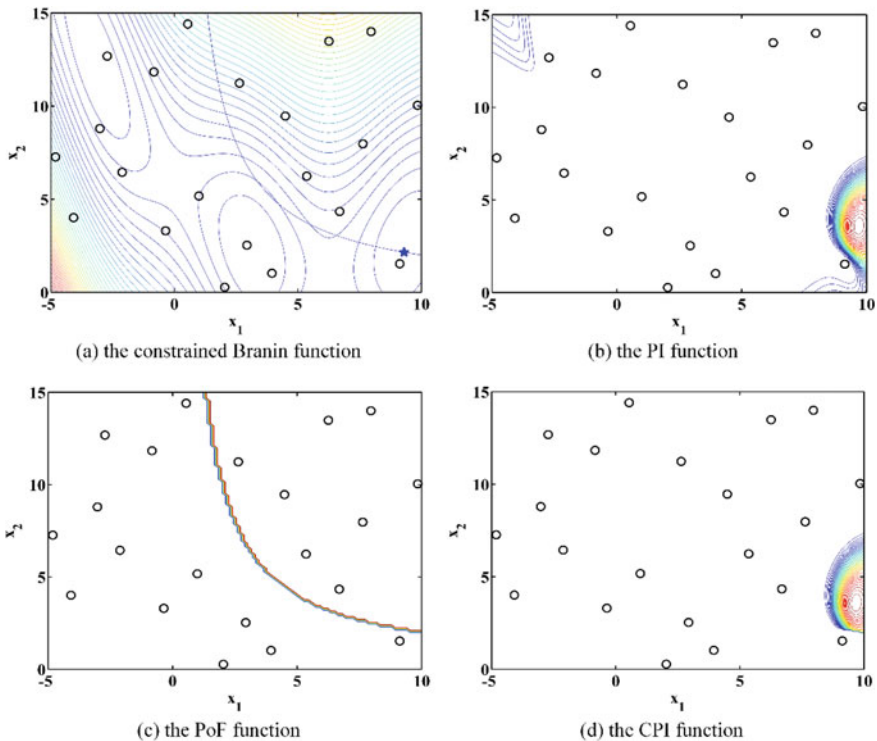 15
10
5
0
x₂
-5
0
5
10
x₁
(a) the constrained Branin function
15
10
5
0
x₂
-5
0
5
10
x₁
(b) the PI function
15
10
5
0
x₂
-5
0
5
10
x₁
(c) the PoF function
15
10
5
0
x₂
-5
0
5
10
x₁
(d) the CPI function